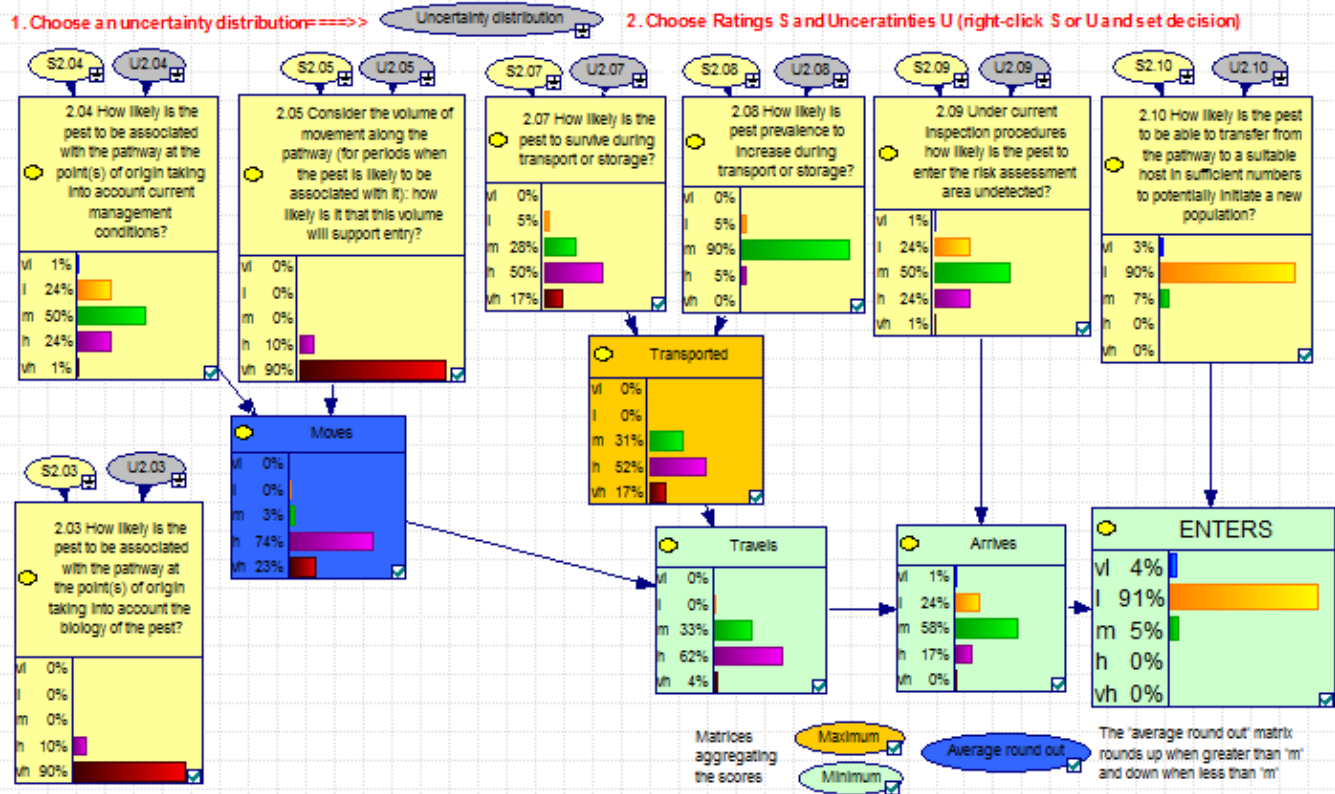 1. Choose an uncertainty distribution====>>
Uncertainty distribution
2. Choose Ratings S and Unceratinties U (right-click S or U and set decision)
S2.04
U2.04
2.04 How likely is the
pest to be associated
with the pathway at the
point(s) of origin taking
into account current
management
conditions?
vl 1%
l 24%
m 50%
h 24%
vh 1%
S2.05
U2.05
2.05 Consider the volume of
movement along the
pathway (for periods when
the pest is likely to be
associated with it): how
likely is it that this volume
will support entry?
vl 0%
l 0%
m 0%
h 10%
vh 90%
S2.07
U2.07
2.07 How likely is the
pest to survive during
transport or storage?
vl 0%
l 5%
m 28%
h 50%
vh 17%
S2.08
U2.08
2.08 How likely is
pest prevalence to
increase during
transport or storage?
vl 0%
l 5%
m 90%
h 5%
vh 0%
S2.09
U2.09
2.09 Under current
inspection procedures
how likely is the pest to
enter the risk assessment
area undetected?
vl 1%
l 24%
m 50%
h 24%
vh 1%
S2.10
U2.10
2.10 How likely is the pest
to be able to transfer from
the pathway to a suitable
host in sufficient numbers
to potentially initiate a new
population?
vl 3%
l 90%
m 7%
h 0%
vh 0%
Transported
vl 0%
l 0%
m 31%
h 52%
vh 17%
Moves
vl 0%
l 0%
m 3%
h 74%
vh 23%
S2.03
U2.03
2.03 How likely is the
pest to be associated
with the pathway at
the point(s) of origin
taking into account the
biology of the pest?
vl 0%
l 0%
m 0%
h 10%
vh 90%
Travels
vl 0%
l 0%
m 33%
h 62%
vh 4%
Arrives
vl 1%
l 24%
m 58%
h 17%
vh 0%
ENTERS
vl 4%
l 91%
m 5%
h 0%
vh 0%
Matrices
aggregating
the scores
Maximum
Minimum
Average round out
The 'average round out' matrix
rounds up when greater than 'm'
and down when less than 'm'